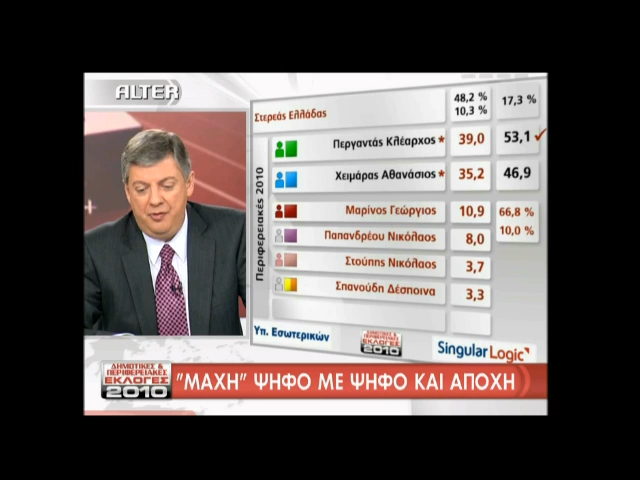 ALTER
Στερεάς Ελλάδας 48,2 % 17,3 %
10,3 %
Περγαντάς Κλέαρχος * 39,0 53,1 ✓
Χειμάρας Αθανάσιος * 35,2 46,9
Μαρίνος Γεώργιος 10,9 66,8 %
Παπανδρέου Νικόλαος 8,0 10,0 %
Στούπης Νικόλαος 3,7
Σπανούδη Δέσποινα 3,3
Περιφερειακές 2010
Υπ. Εσωτερικών
ΔΗΜΟΤΙΚΕΣ &
ΠΕΡΙΦΕΡΕΙΑΚΕΣ
ΕΚΛΟΓΕΣ
2010
SingularLogic
ΔΗΜΟΤΙΚΕΣ &
ΠΕΡΙΦΕΡΕΙΑΚΕΣ
ΕΚΛΟΓΕΣ
2010
"ΜΑΧΗ" ΨΗΦΟ ΜΕ ΨΗΦΟ ΚΑΙ ΑΠΟΧΗ